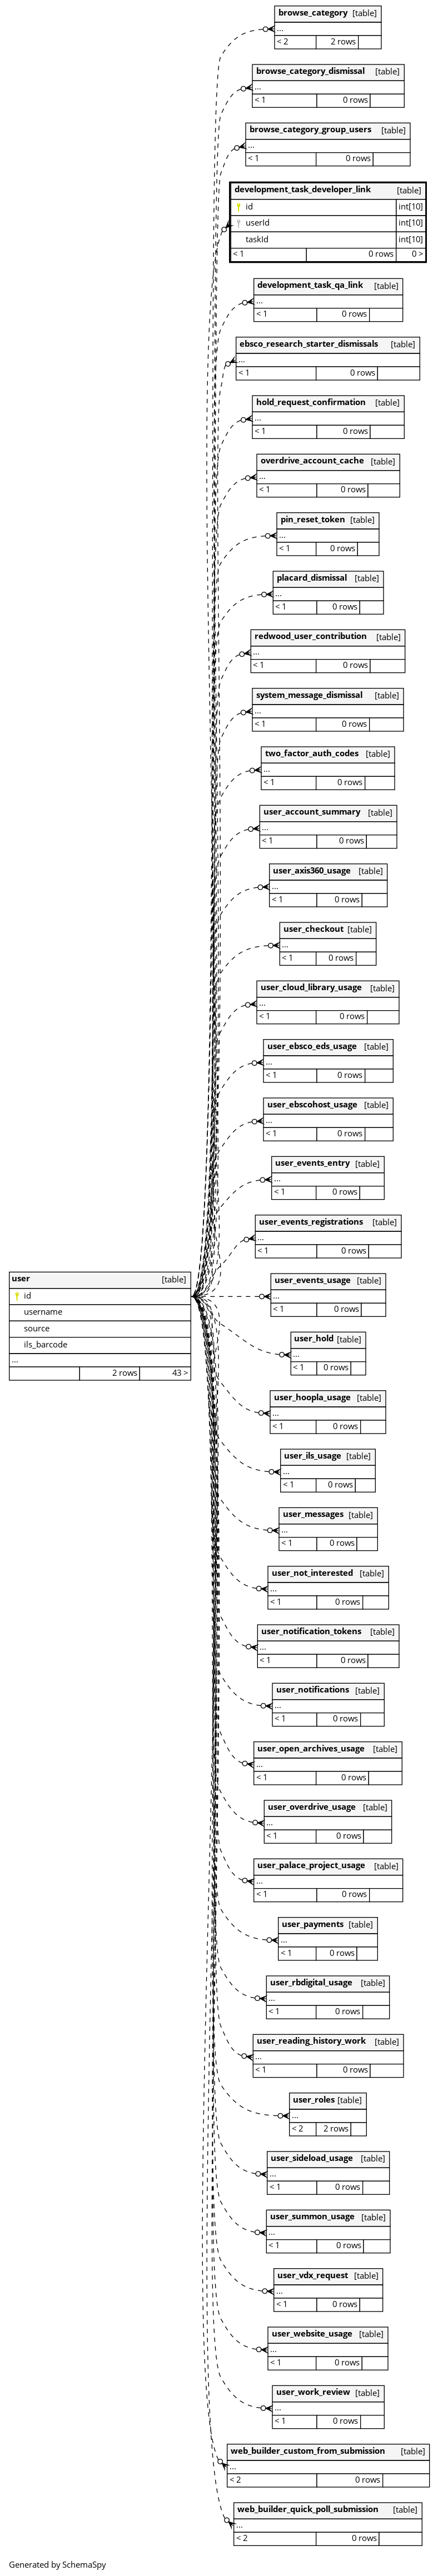 browse_category [table]
...
< 2 2 rows
browse_category_dismissal [table]
...
< 1 0 rows
browse_category_group_users [table]
...
< 1 0 rows
development_task_developer_link [table]
id int[10]
userId int[10]
taskId int[10]
< 1 0 rows 0 >
development_task_qa_link [table]
...
< 1 0 rows
ebsco_research_starter_dismissals [table]
...
< 1 0 rows
hold_request_confirmation [table]
...
< 1 0 rows
overdrive_account_cache [table]
...
< 1 0 rows
pin_reset_token [table]
...
< 1 0 rows
placard_dismissal [table]
...
< 1 0 rows
redwood_user_contribution [table]
...
< 1 0 rows
system_message_dismissal [table]
...
< 1 0 rows
two_factor_auth_codes [table]
...
< 1 0 rows
user_account_summary [table]
...
< 1 0 rows
user_axis360_usage [table]
...
< 1 0 rows
user_checkout [table]
...
< 1 0 rows
user_cloud_library_usage [table]
...
< 1 0 rows
user_ebsco_eds_usage [table]
...
< 1 0 rows
user_ebscohost_usage [table]
...
< 1 0 rows
user_events_entry [table]
...
< 1 0 rows
user_events_registrations [table]
...
< 1 0 rows
user [table]
id
username
source
ils_barcode
...
2 rows 43 >
user_events_usage [table]
...
< 1 0 rows
user_hold [table]
...
< 1 0 rows
user_hoopla_usage [table]
...
< 1 0 rows
user_ils_usage [table]
...
< 1 0 rows
user_messages [table]
...
< 1 0 rows
user_not_interested [table]
...
< 1 0 rows
user_notification_tokens [table]
...
< 1 0 rows
user_notifications [table]
...
< 1 0 rows
user_open_archives_usage [table]
...
< 1 0 rows
user_overdrive_usage [table]
...
< 1 0 rows
user_palace_project_usage [table]
...
< 1 0 rows
user_payments [table]
...
< 1 0 rows
user_rbdigital_usage [table]
...
< 1 0 rows
user_reading_history_work [table]
...
< 1 0 rows
user_roles [table]
...
< 2 2 rows
user_sideload_usage [table]
...
< 1 0 rows
user_summon_usage [table]
...
< 1 0 rows
user_vdx_request [table]
...
< 1 0 rows
user_website_usage [table]
...
< 1 0 rows
user_work_review [table]
...
< 1 0 rows
web_builder_custom_from_submission [table]
...
< 2 0 rows
web_builder_quick_poll_submission [table]
...
< 2 0 rows
Generated by SchemaSpy